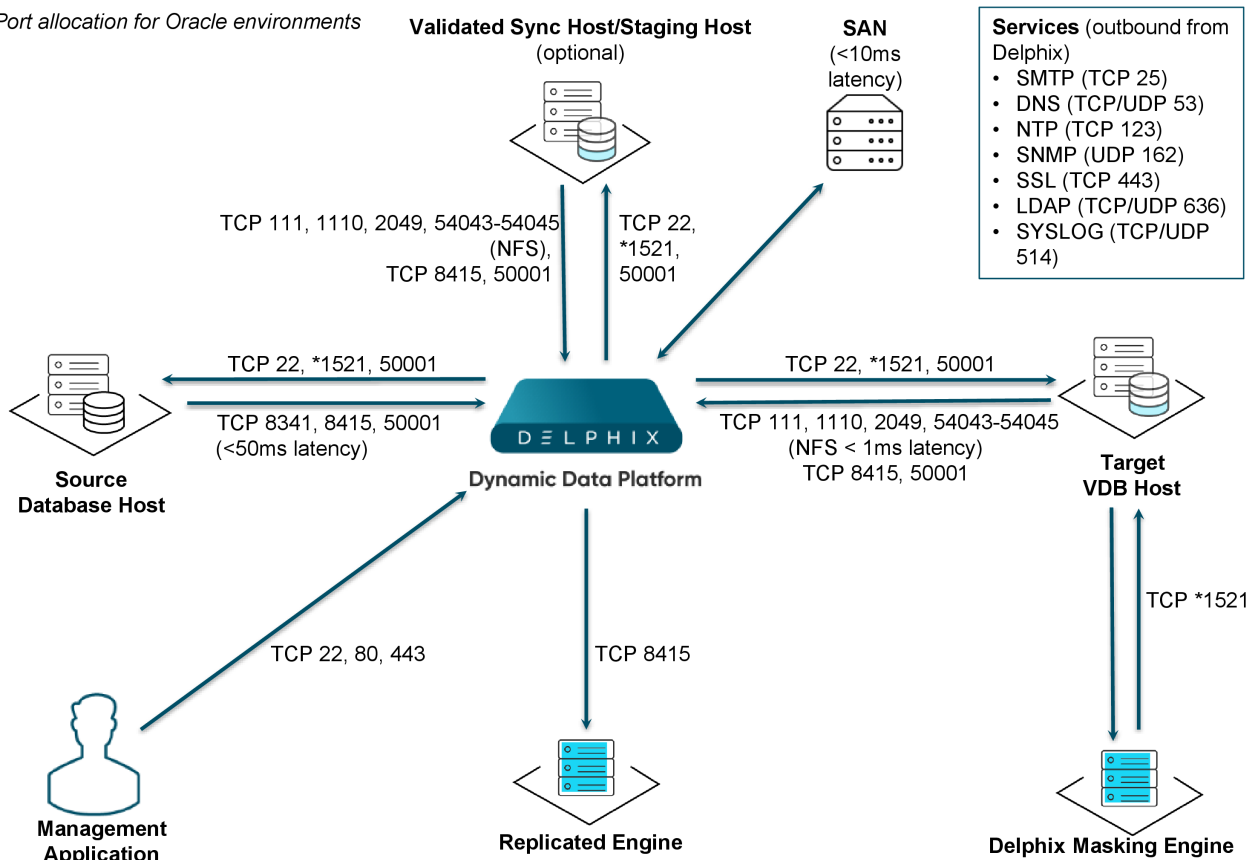 Port allocation for Oracle environments
Validated Sync Host/Staging Host
(optional)
SAN
(<10ms
latency)
Services (outbound from
Delphix)
• SMTP (TCP 25)
• DNS (TCP/UDP 53)
• NTP (TCP 123)
• SNMP (UDP 162)
• SSL (TCP 443)
• LDAP (TCP/UDP 636)
• SYSLOG (TCP/UDP
514)
TCP 111, 1110, 2049, 54043-54045
(NFS),
TCP 8415, 50001
TCP 22,
*1521,
50001
TCP 22, *1521, 50001
TCP 8341, 8415, 50001
(<50ms latency)
Source
Database Host
DELPHIX
Dynamic Data Platform
TCP 22, *1521, 50001
TCP 111, 1110, 2049, 54043-54045
(NFS < 1ms latency)
TCP 8415, 50001
Target
VDB Host
TCP *1521
TCP 22, 80, 443
TCP 8415
Management
Application
Replicated Engine
Delphix Masking Engine